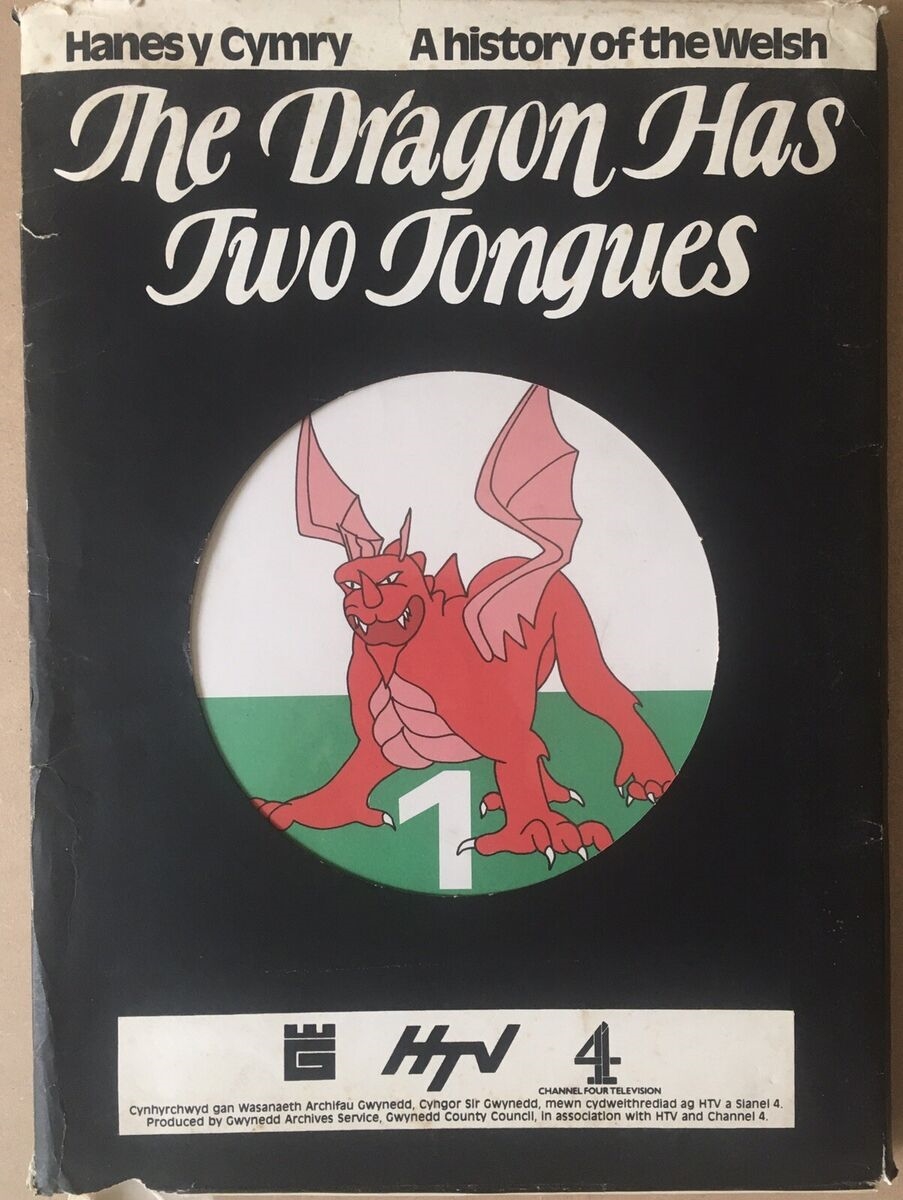 Hanes y Cymry A history of the Welsh
The Dragon Has
Two Tongues
1
G HTV 4
CHANNEL FOUR TELEVISION
Cynhyrchwyd gan Wasanaeth Archifau Gwynedd, Cyhgor Sir Gwynedd, mewn cydweithrediad ag HTV a Sianel 4.
Produced by Gwynedd Archives Service, Gwynedd County Council, in association with HTV and Channel 4.